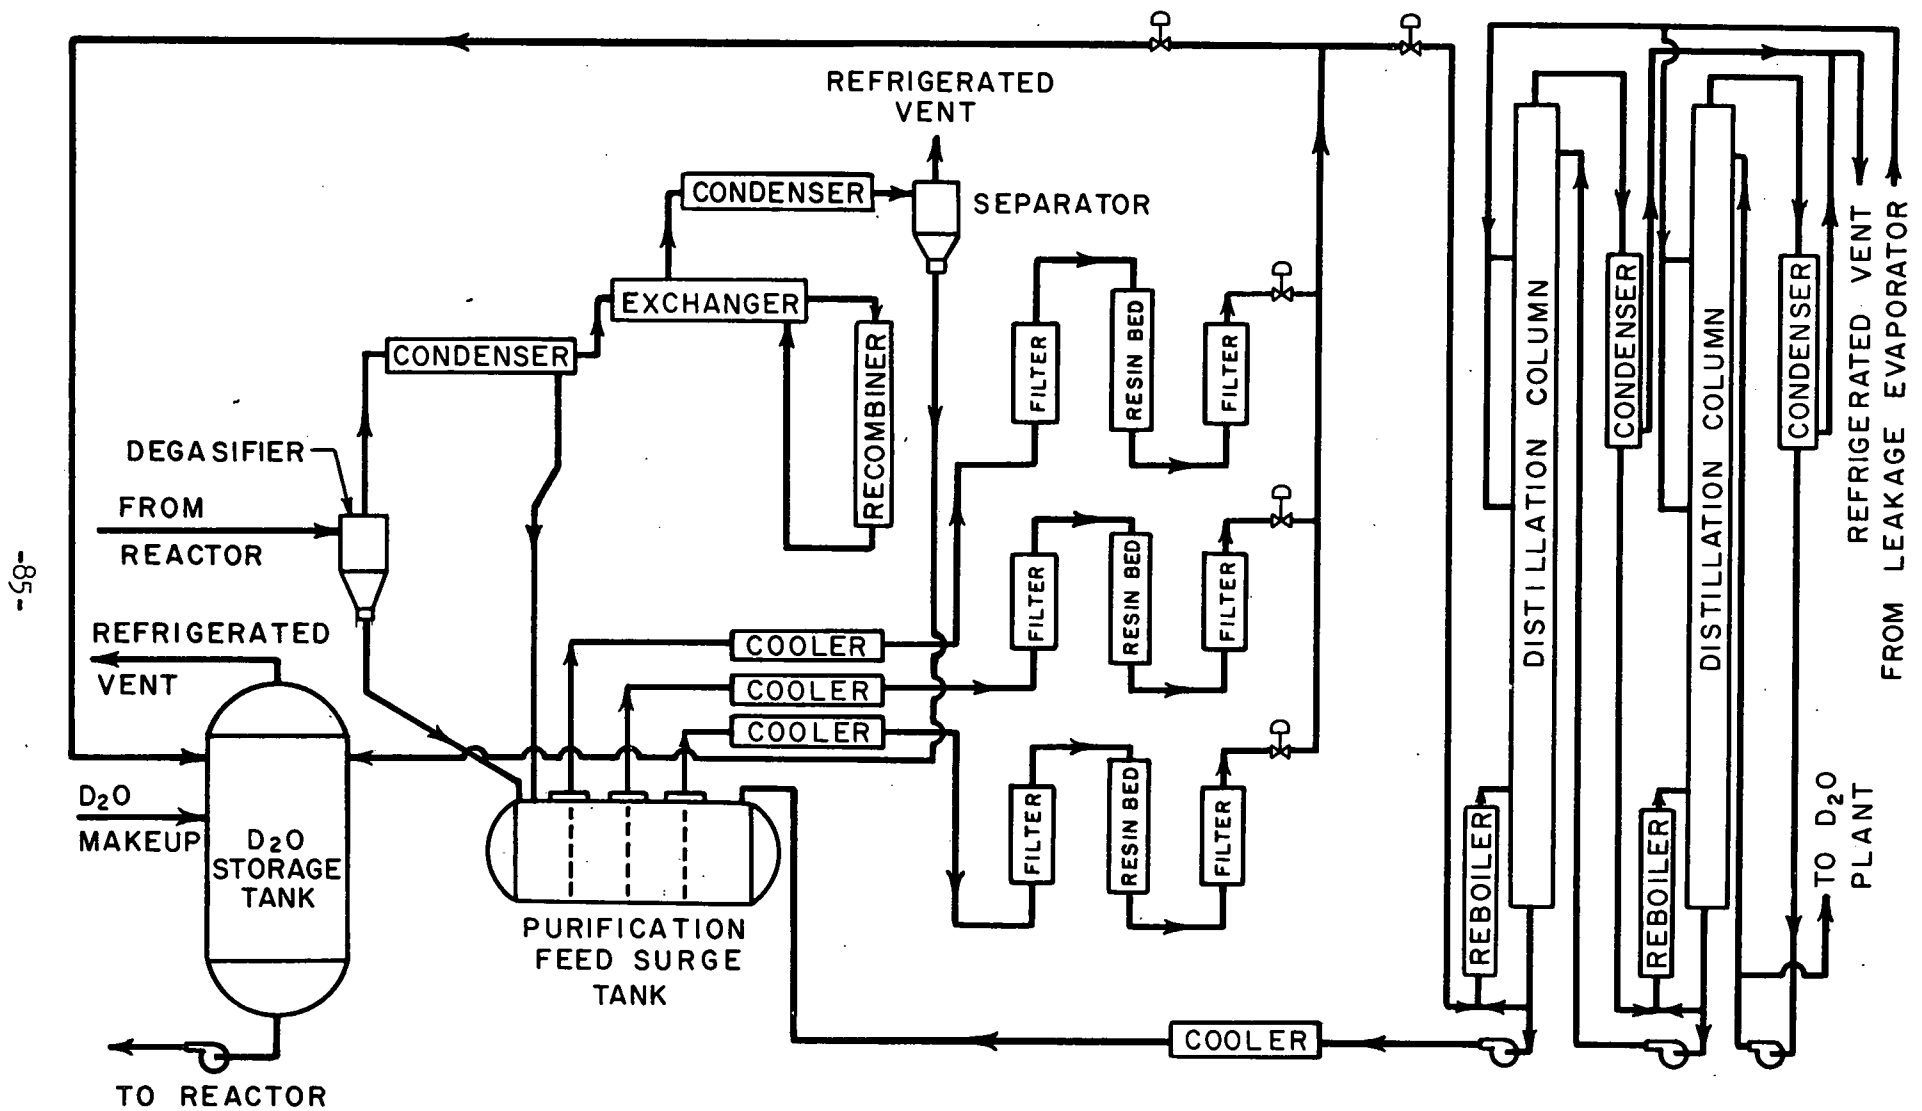 REFRIGERATED
VENT
CONDENSER
SEPARATOR
EXCHANGER
CONDENSER
RECOMBINER
DEGASIFIER
FROM
REACTOR
REFRIGERATED
VENT
D2O
MAKEUP
D2O
STORAGE
TANK
TO REACTOR
COOLER
COOLER
COOLER
PURIFICATION
FEED SURGE
TANK
FILTER
RESIN BED
FILTER
FILTER
RESIN BED
FILTER
FILTER
RESIN BED
FILTER
COOLER
DISTILLATION COLUMN
CONDENSER
REBOILER
DISTILLATION COLUMN
CONDENSER
REBOILER
REFRIGERATED VENT
FROM LEAKAGE EVAPORATOR
TO D2O
PLANT
-85-